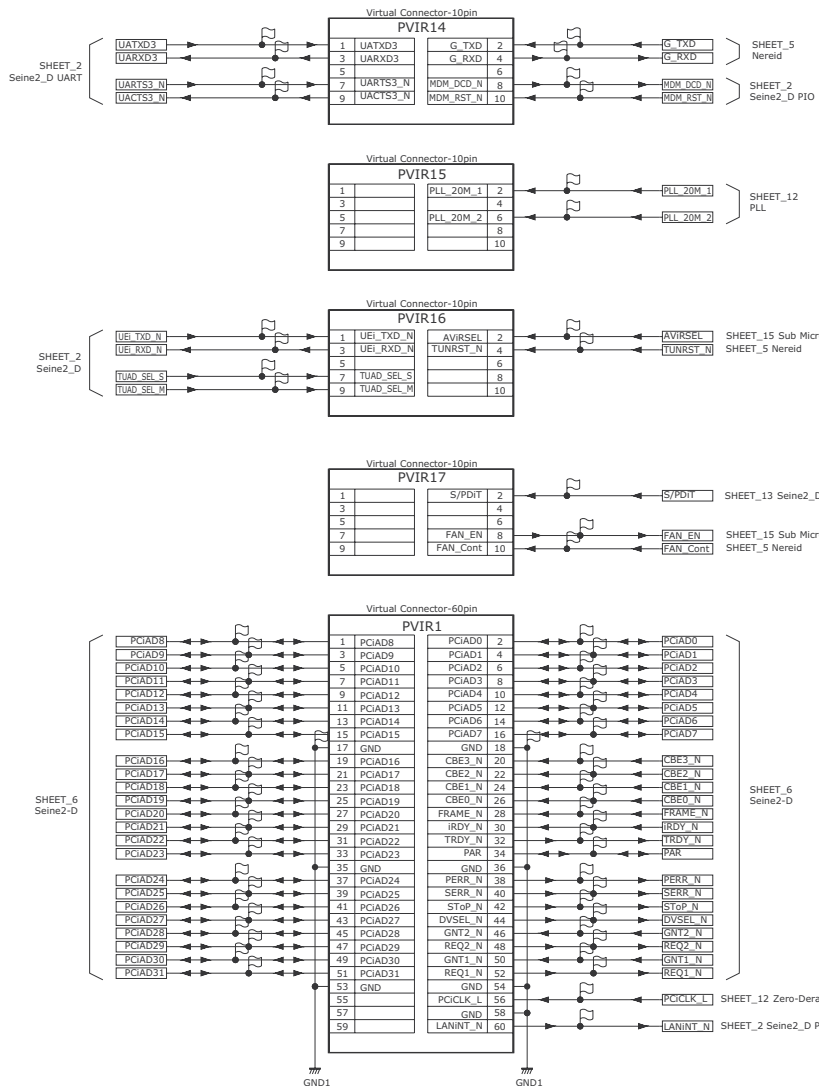 Virtual Connector-10pin
PVIR14
SHEET_2
Seine2_D UART
UATXD3 1 UATXD3 G_TXD 2 G_TXD
UARXD3 3 UARXD3 G_RXD 4 G_RXD
5 6
UARTS3_N 7 UARTS3_N MDM_DCD_N 8 MDM_DCD_N
UACTS3_N 9 UACTS3_N MDM_RST_N 10 MDM_RST_N
SHEET_5
Nereid
SHEET_2
Seine2_D PIO
Virtual Connector-10pin
PVIR15
1 PLL_20M_1 2 PLL_20M_1
3 4
5 PLL_20M_2 6 PLL_20M_2
7 8
9 10
SHEET_12
PLL
Virtual Connector-10pin
PVIR16
SHEET_2
Seine2_D
UEi_TXD_N 1 UEi_TXD_N AViRSEL 2 AViRSEL SHEET_15 Sub Micr
UEi_RXD_N 3 UEi_RXD_N TUNRST_N 4 TUNRST_N SHEET_5 Nereid
5 6
TUAD_SEL_S 7 TUAD_SEL_S 8
TUAD_SEL_M 9 TUAD_SEL_M 10
Virtual Connector-10pin
PVIR17
1 S/PDiT 2 S/PDiT SHEET_13 Seine2_D
3 4
5 6
7 FAN_EN 8 FAN_EN SHEET_15 Sub Micr
9 FAN_Cont 10 FAN_Cont SHEET_5 Nereid
Virtual Connector-60pin
PVIR1
SHEET_6
Seine2-D
PCiAD8 1 PCiAD8 PCiAD0 2 PCiAD0
PCiAD9 3 PCiAD9 PCiAD1 4 PCiAD1
PCiAD10 5 PCiAD10 PCiAD2 6 PCiAD2
PCiAD11 7 PCiAD11 PCiAD3 8 PCiAD3
PCiAD12 9 PCiAD12 PCiAD4 10 PCiAD4
PCiAD13 11 PCiAD13 PCiAD5 12 PCiAD5
PCiAD14 13 PCiAD14 PCiAD6 14 PCiAD6
PCiAD15 15 PCiAD15 PCiAD7 16 PCiAD7
17 GND GND 18
PCiAD16 19 PCiAD16 CBE3_N 20 CBE3_N
PCiAD17 21 PCiAD17 CBE2_N 22 CBE2_N
PCiAD18 23 PCiAD18 CBE1_N 24 CBE1_N
PCiAD19 25 PCiAD19 CBE0_N 26 CBE0_N
PCiAD20 27 PCiAD20 FRAME_N 28 FRAME_N
PCiAD21 29 PCiAD21 iRDY_N 30 iRDY_N
PCiAD22 31 PCiAD22 TRDY_N 32 TRDY_N
PCiAD23 33 PCiAD23 PAR 34 PAR
35 GND GND 36
PCiAD24 37 PCiAD24 PERR_N 38 PERR_N
PCiAD25 39 PCiAD25 SERR_N 40 SERR_N
PCiAD26 41 PCiAD26 SToP_N 42 SToP_N
PCiAD27 43 PCiAD27 DVSEL_N 44 DVSEL_N
PCiAD28 45 PCiAD28 GNT2_N 46 GNT2_N
PCiAD29 47 PCiAD29 REQ2_N 48 REQ2_N
PCiAD30 49 PCiAD30 GNT1_N 50 GNT1_N
PCiAD31 51 PCiAD31 REQ1_N 52 REQ1_N
53 GND GND 54
55 PCiCLK_L 56 PCiCLK_L SHEET_12 Zero-Dera
57 GND 58
59 LANiNT_N 60 LANiNT_N SHEET_2 Seine2_D P
SHEET_6
Seine2-D
GND1 GND1